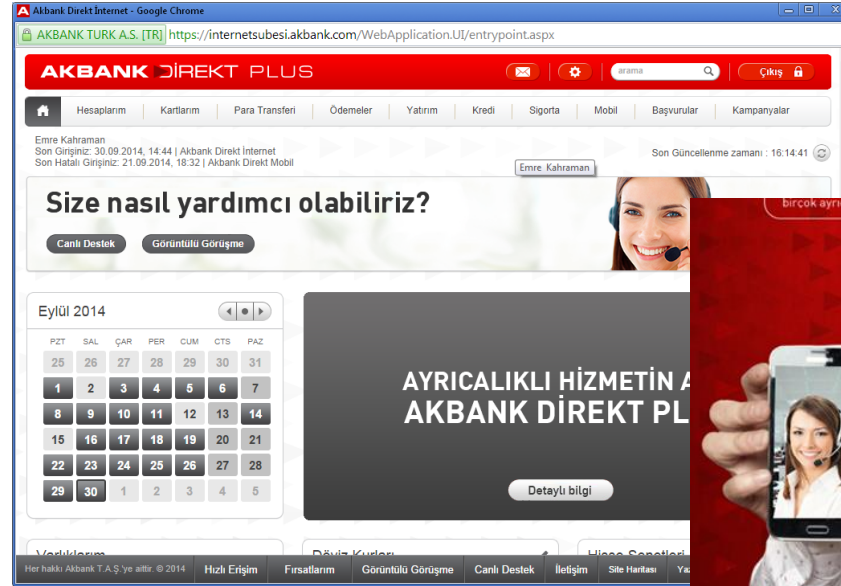 Akbank Direkt İnternet - Google Chrome
AKBANK TURK A.S. [TR] https://internetsubesi.akbank.com/WebApplication.UI/entrypoint.aspx
AKBANK DİREKT PLUS
arama
Çıkış
Hesaplarım Kartlarım Para Transferi Ödemeler Yatırım Kredi Sigorta Mobil Başvurular Kampanyalar
Emre Kahraman
Son Girişiniz: 30.09.2014, 14:44 | Akbank Direkt İnternet
Son Hatalı Girişiniz: 21.09.2014, 18:32 | Akbank Direkt Mobil
Emre Kahraman
Son Güncellenme zamanı : 16:14:41
Size nasıl yardımcı olabiliriz?
Canlı Destek Görüntülü Görüşme
birçok
Eylül 2014
PZT SAL ÇAR PER CUM CTS PAZ
25 26 27 28 29 30 31
1 2 3 4 5 6 7
8 9 10 11 12 13 14
15 16 17 18 19 20 21
22 23 24 25 26 27 28
29 30 1 2 3 4 5
AYRICALIKLI HİZMETİN
AKBANK DİREKT PL
Detaylı bilgi
Varlıklarım
Döviz Kurları
Hisse Senetleri
Her hakkı Akbank T.A.Ş.'ye aittir. © 2014 Hızlı Erişim Fırsatlarım Görüntülü Görüşme Canlı Destek İletişim Site Haritası